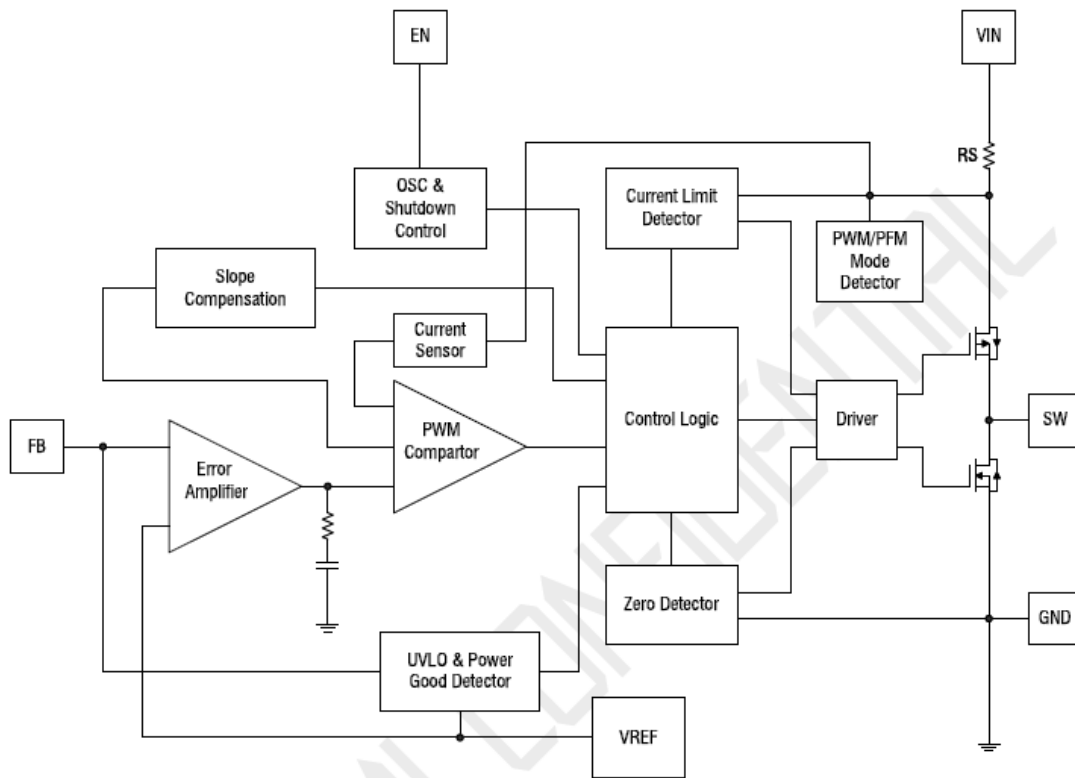 EN
VIN
RS
OSC &
Shutdown
Control
Current Limit
Detector
PWM/PFM
Mode
Detector
Slope
Compensation
Current
Sensor
PWM
Compartor
Control Logic
Driver
SW
FB
Error
Amplifier
Zero Detector
GND
UVLO & Power
Good Detector
VREF
CONFIDENTIAL